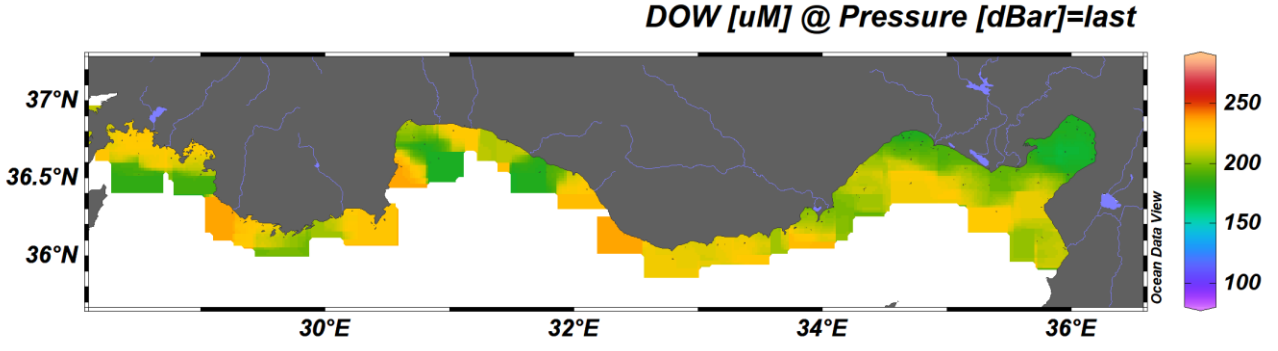 DOW [uM] @ Pressure [dBar]=last
37°N
36.5°N
36°N
30°E
32°E
34°E
36°E
Ocean Data View
250
200
150
100